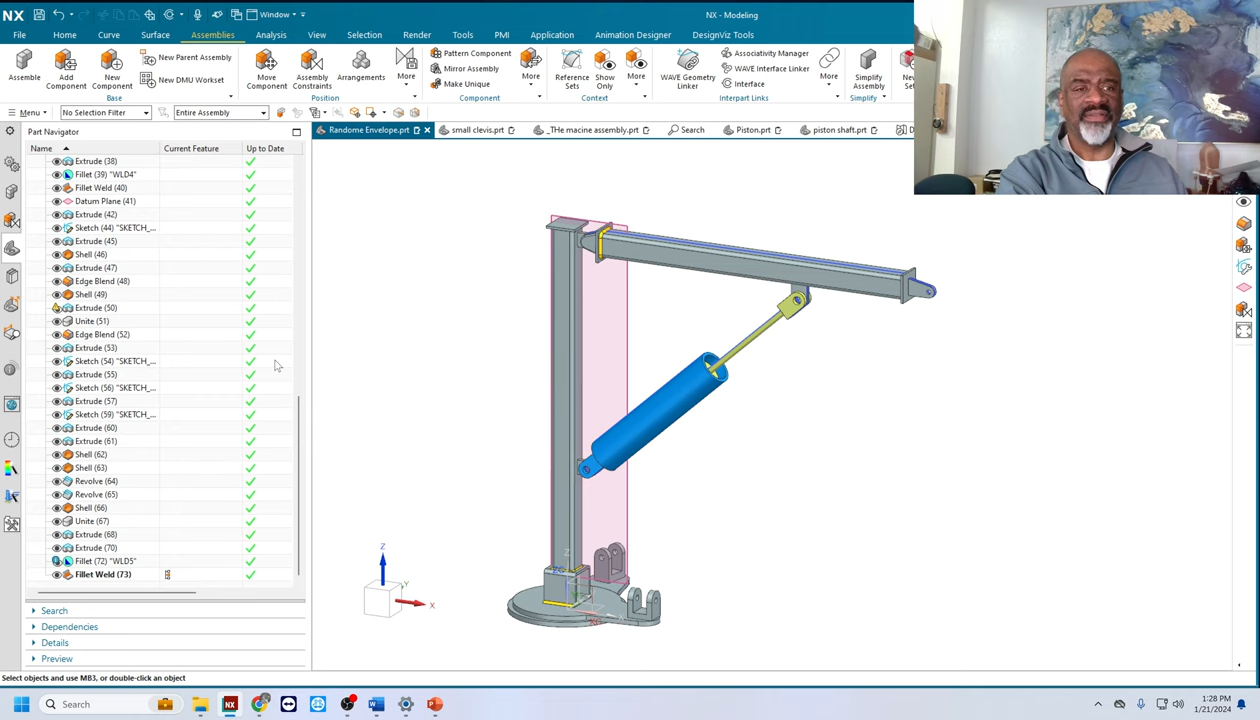 NX
Window
NX - Modeling
File Home Curve Surface Assemblies Analysis View Selection Render Tools PMI Application Animation Designer DesignViz Tools
Assembly
Add Component
New Component
New Parent Assembly
New DMU Workset
Base
Move Component
Assembly Constraints
Arrangements
More
Position
Pattern Component
Mirror Assembly
Make Unique
More
Component
Reference Sets
Show Only
More
Context
WAVE Geometry Linker
Associativity Manager
WAVE Interface Linker
Interface
More
Interpart Links
Simplify Assembly
More
Simplify
New
Set
Menu
No Selection Filter
Entire Assembly
Part Navigator
Randome Envelope.prt small clevis.prt _THe macine assembly.prt Search Piston.prt piston shaft.prt D
Name Current Feature Up to Date
Extrude (38)
Fillet (39) "WLD4"
Fillet Weld (40)
Datum Plane (41)
Extrude (42)
Sketch (44) "SKETCH_...
Extrude (45)
Shell (46)
Extrude (47)
Edge Blend (48)
Shell (49)
Extrude (50)
Unite (51)
Edge Blend (52)
Extrude (53)
Sketch (54) "SKETCH_...
Extrude (55)
Sketch (56) "SKETCH_...
Extrude (57)
Sketch (59) "SKETCH_...
Extrude (60)
Extrude (61)
Shell (62)
Shell (63)
Revolve (64)
Revolve (65)
Shell (66)
Unite (67)
Extrude (68)
Extrude (70)
Fillet (72) "WLD5"
Fillet Weld (73)
Search
Dependencies
Details
Preview
Z
Y
X
Z
Select objects and use MB3, or double-click an object
Search
NX
1:28 PM
1/21/2024